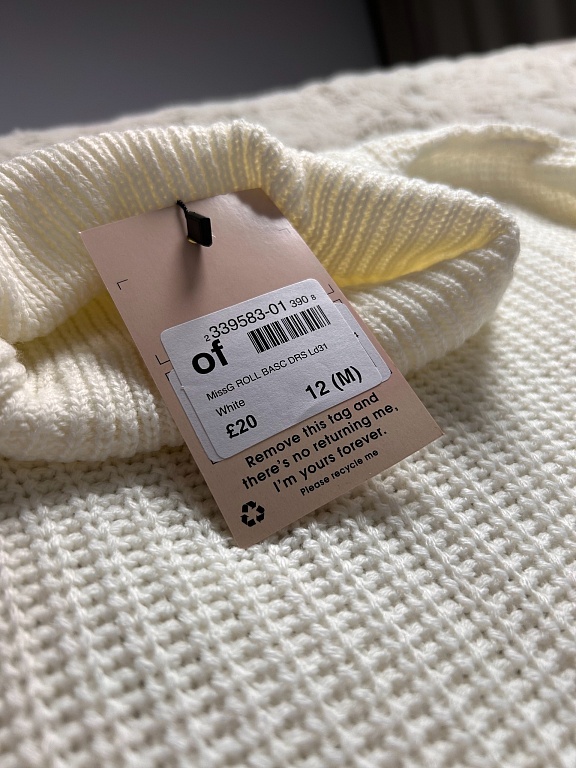 2 339583-01 390 8
of
MissG ROLL BASC DRS Ld31
White
12 (M)
£20
Remove this tag and
there's no returning me,
I'm yours forever.
Please recycle me